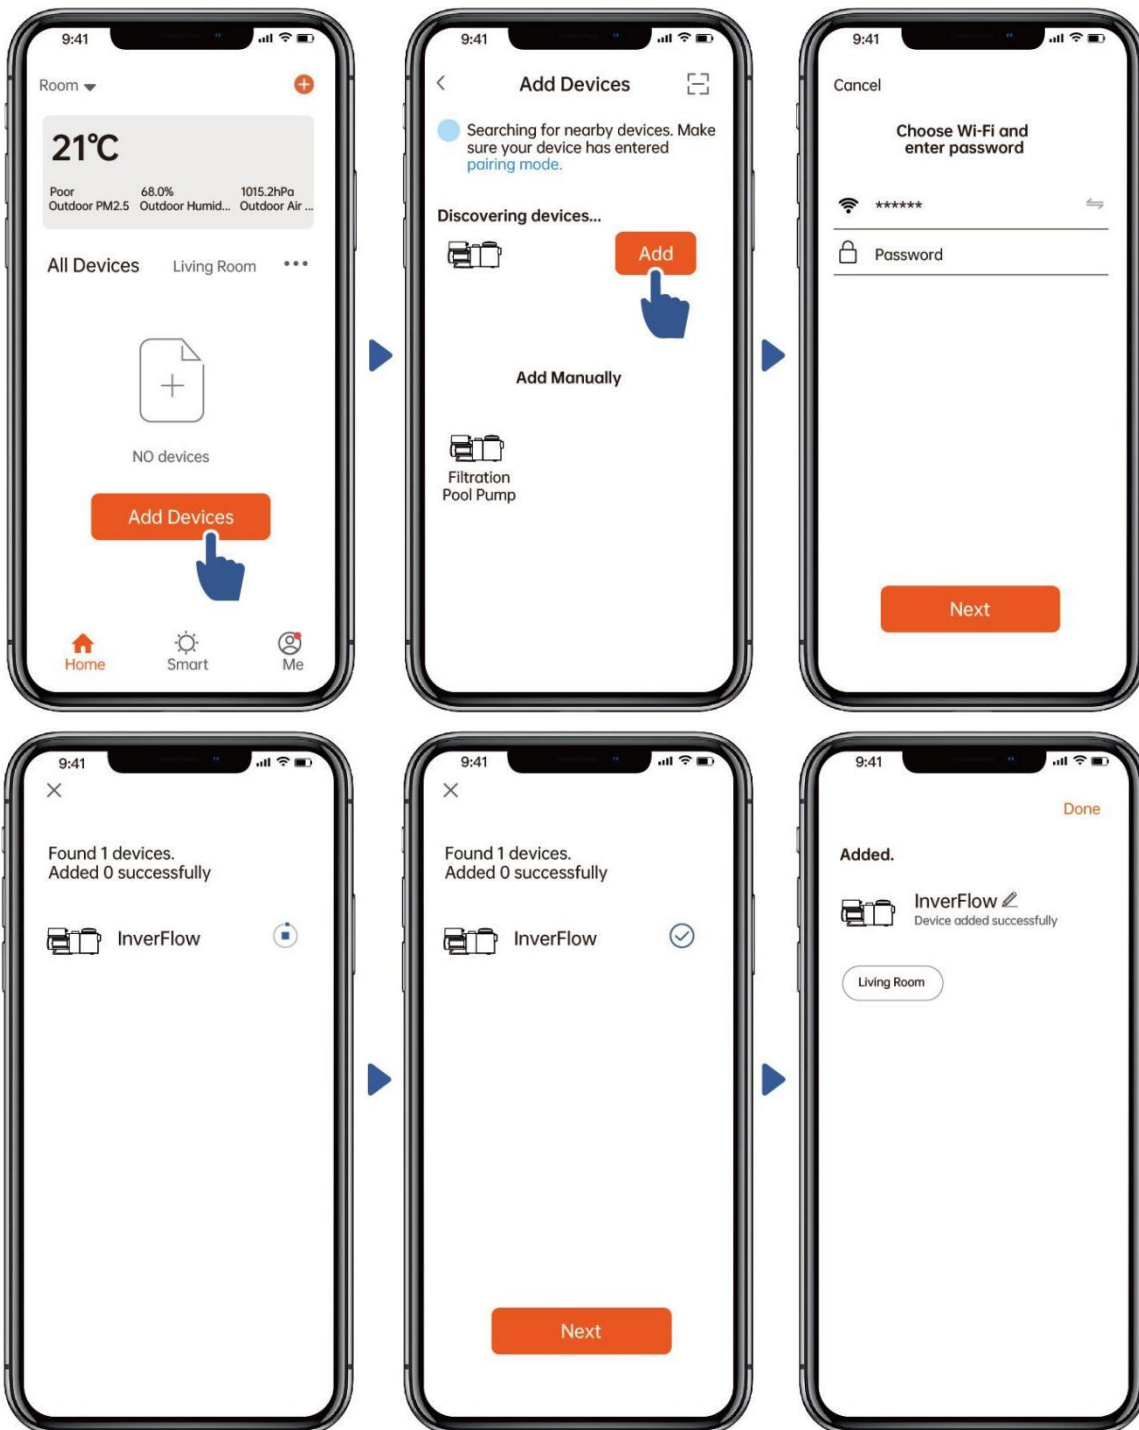 9:41
Room
21°C
Poor 68.0% 1015.2hPa
Outdoor PM2.5 Outdoor Humid... Outdoor Air ...
All Devices Living Room •••
NO devices
Add Devices
Home Smart Me
9:41
Add Devices
Searching for nearby devices. Make
sure your device has entered
pairing mode.
Discovering devices...
Add
Add Manually
Filtration
Pool Pump
9:41
Cancel
Choose Wi-Fi and
enter password
******
Password
Next
9:41
Found 1 devices.
Added 0 successfully
InverFlow
9:41
Found 1 devices.
Added 0 successfully
InverFlow
Next
9:41
Done
Added.
InverFlow
Device added successfully
Living Room